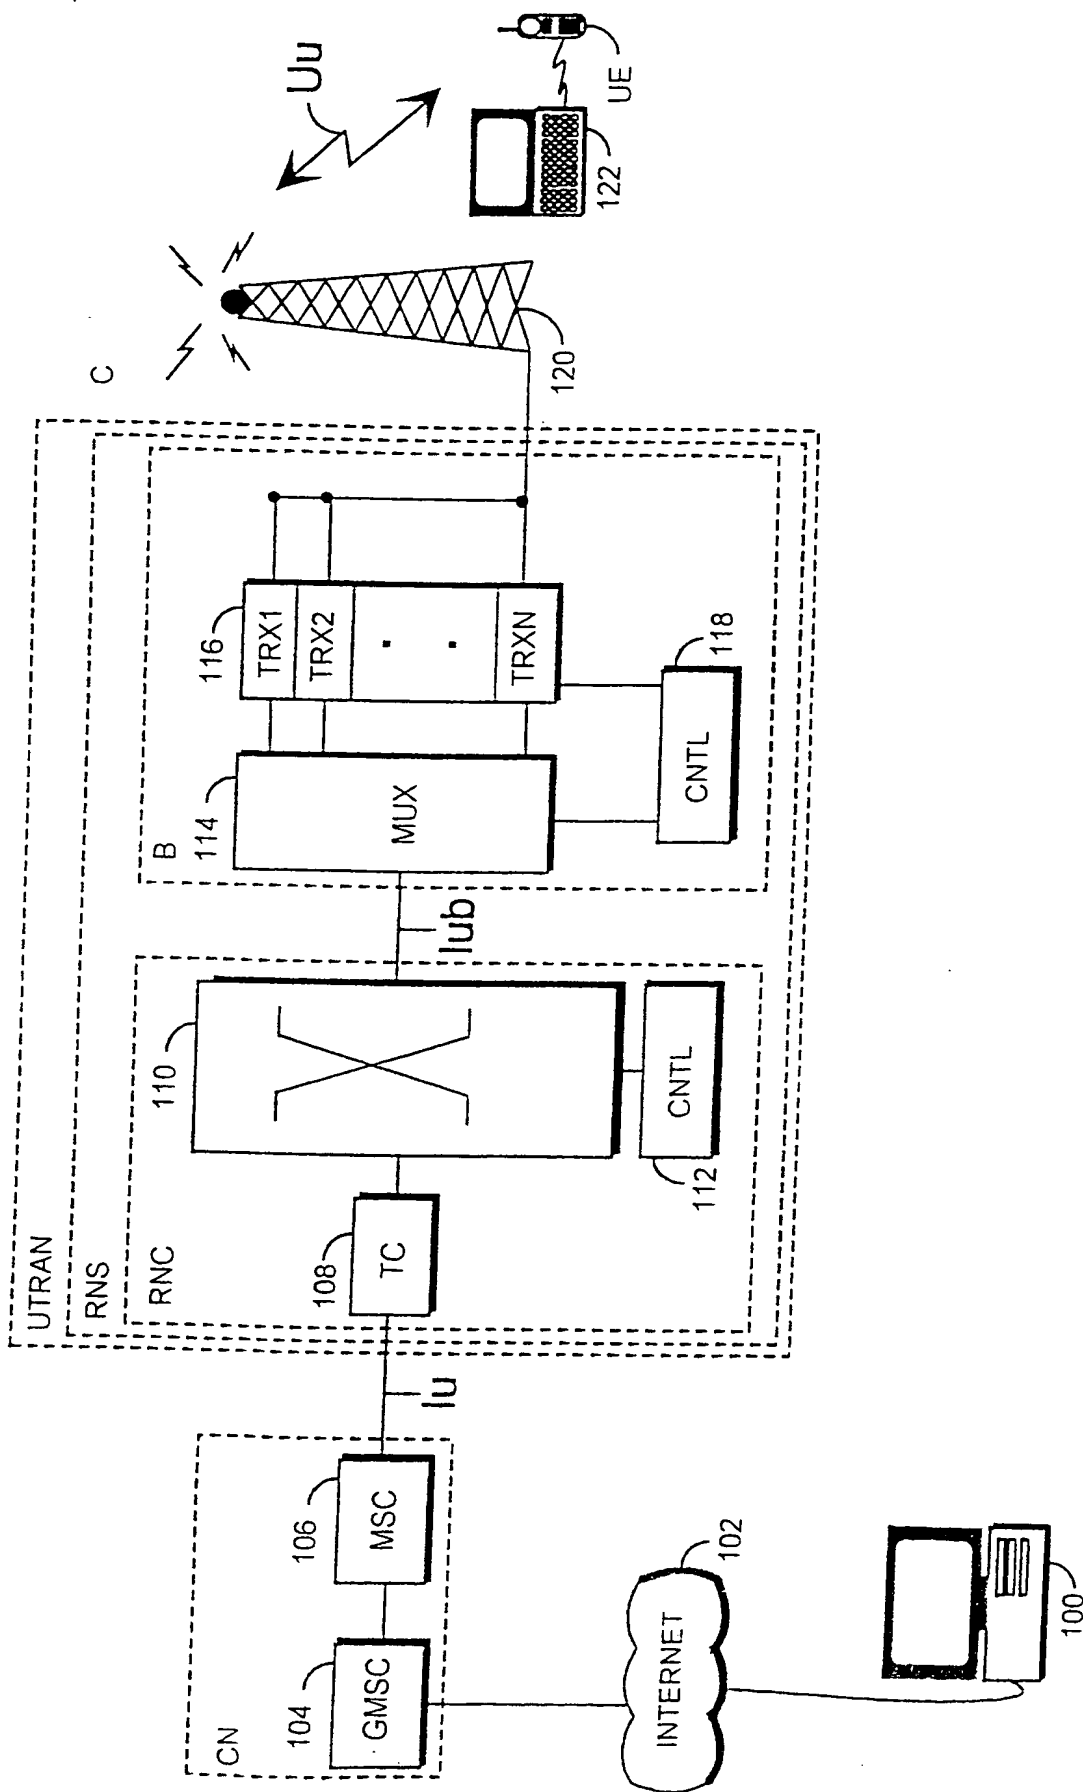 UTRAN
RNS
RNC
B
C
Uu
CN
104
GMSC
106
MSC
Iu
108
TC
110
112
CNTL
Iub
114
MUX
116
TRX1
TRX2
. .
TRXN
118
CNTL
120
122
UE
INTERNET
102
100